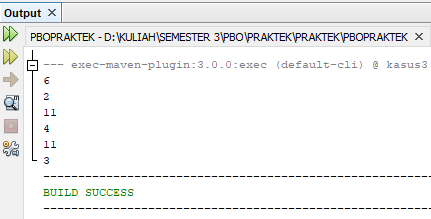 Output ×
PBOPRAKTEK - D:\KULIAH\SEMESTER 3\PBO\PRAKTEK\PRAKTEK\PBOPRAKTEK ×
--- exec-maven-plugin:3.0.0:exec (default-cli) @ kasus3
6
2
11
4
11
3
------------------------------------------------------------------------
BUILD SUCCESS
------------------------------------------------------------------------